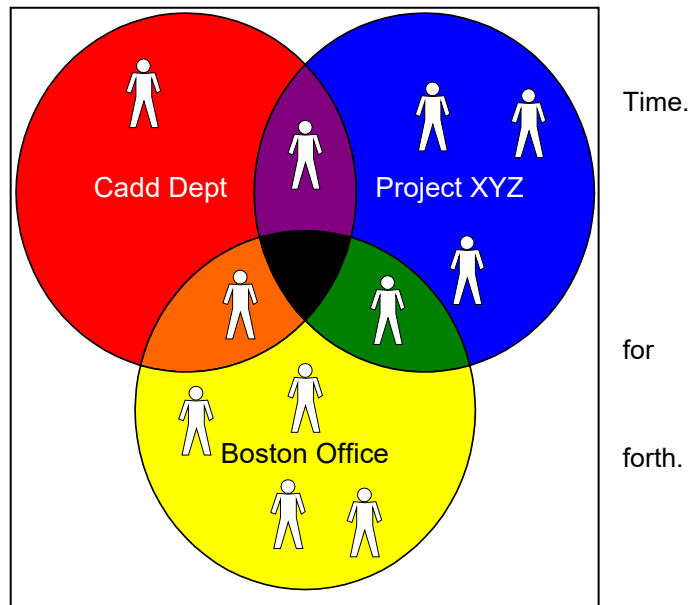 Time.
Cadd Dept
Project XYZ
for
Boston Office
forth.